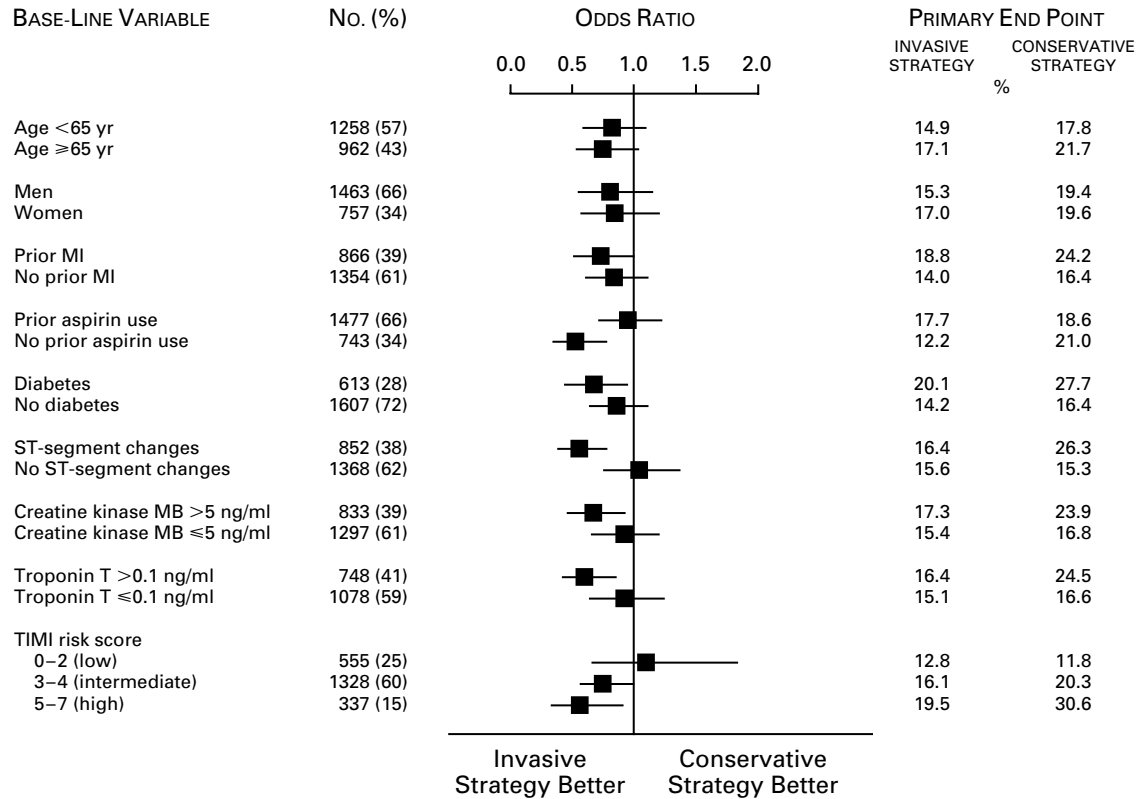 BASE-LINE VARIABLE NO. (%) ODDS RATIO PRIMARY END POINT
INVASIVE STRATEGY CONSERVATIVE STRATEGY
%
0.0 0.5 1.0 1.5 2.0
Age <65 yr 1258 (57) 14.9 17.8
Age ⩾65 yr 962 (43) 17.1 21.7
Men 1463 (66) 15.3 19.4
Women 757 (34) 17.0 19.6
Prior MI 866 (39) 18.8 24.2
No prior MI 1354 (61) 14.0 16.4
Prior aspirin use 1477 (66) 17.7 18.6
No prior aspirin use 743 (34) 12.2 21.0
Diabetes 613 (28) 20.1 27.7
No diabetes 1607 (72) 14.2 16.4
ST-segment changes 852 (38) 16.4 26.3
No ST-segment changes 1368 (62) 15.6 15.3
Creatine kinase MB >5 ng/ml 833 (39) 17.3 23.9
Creatine kinase MB ⩽5 ng/ml 1297 (61) 15.4 16.8
Troponin T >0.1 ng/ml 748 (41) 16.4 24.5
Troponin T ⩽0.1 ng/ml 1078 (59) 15.1 16.6
TIMI risk score
0–2 (low) 555 (25) 12.8 11.8
3–4 (intermediate) 1328 (60) 16.1 20.3
5–7 (high) 337 (15) 19.5 30.6
Invasive Strategy Better Conservative Strategy Better